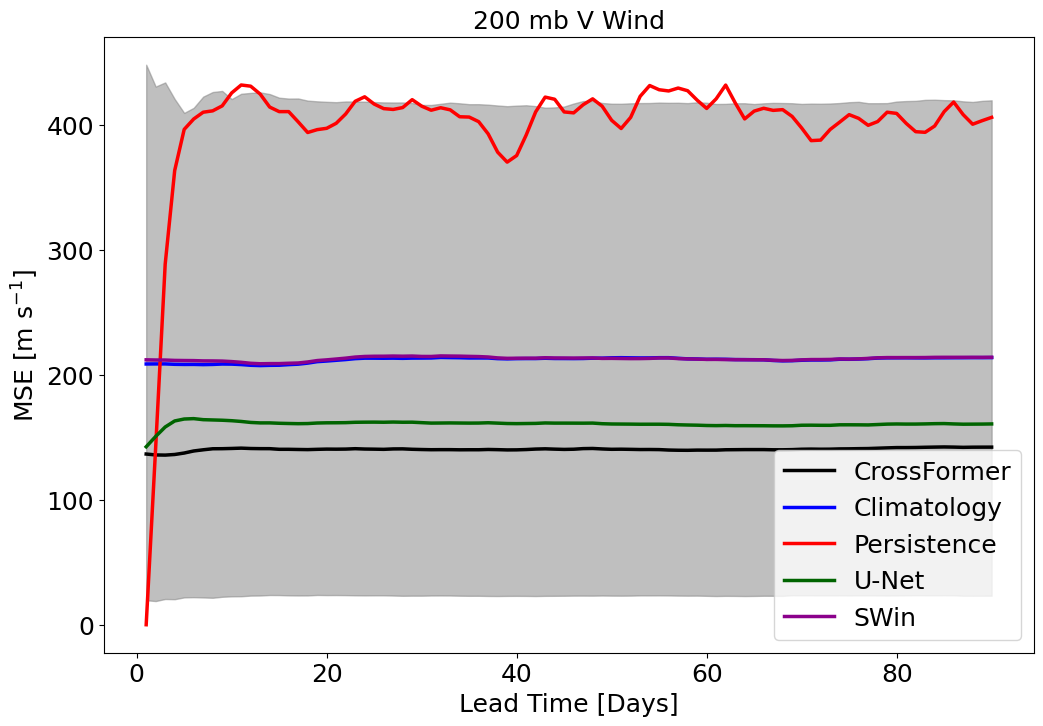 200 mb V Wind
MSE [m s⁻¹]
400
300
200
100
0
0 20 40 60 80
Lead Time [Days]
CrossFormer
Climatology
Persistence
U-Net
SWin